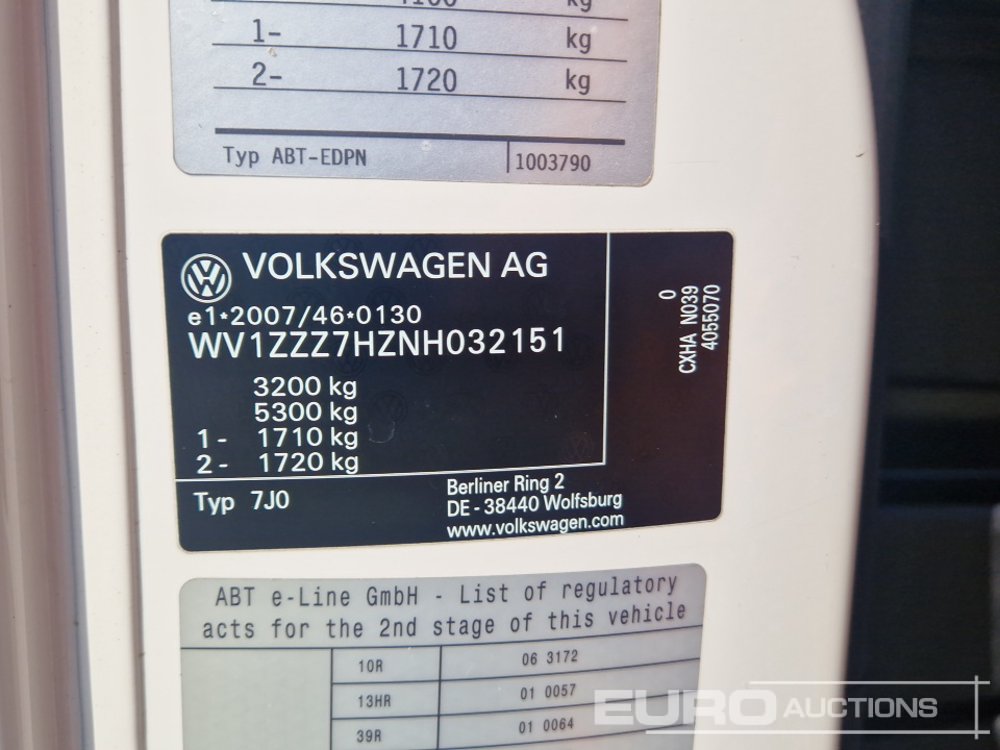 kg
1- 1710 kg
2- 1720 kg
Typ ABT-EDPN 1003790
VOLKSWAGEN AG
e1*2007/46*0130
WV1ZZZ7HZNH032151
3200 kg
5300 kg
1- 1710 kg
2- 1720 kg
Typ 7J0
Berliner Ring 2
DE-38440 Wolfsburg
www.volkswagen.com
0
CXHA N039
4055070
ABT e-Line GmbH - List of regulatory
acts for the 2nd stage of this vehicle
10R 06 3172
13HR 01 0057
39R 01 0064
EURO AUCTIONS